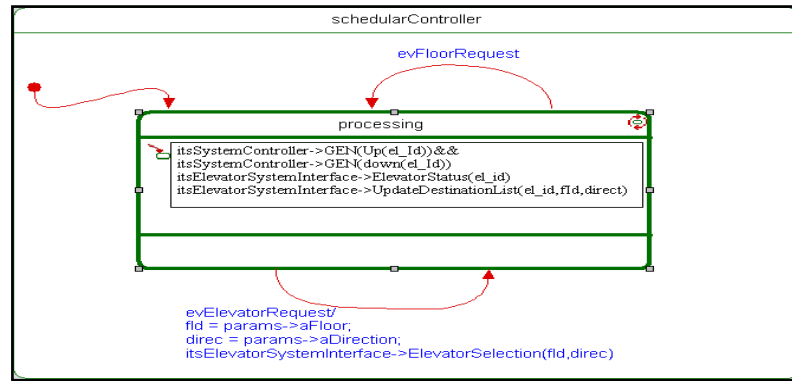 schedularController
evFloorRequest
processing
itsSystemController->GEN(Up(el_Id))&&
itsSystemController->GEN(down(el_Id))
itsElevatorSystemInterface->ElevatorStatus(el_id)
itsElevatorSystemInterface->UpdateDestinationList(el_id,fId,direct)
evElevatorRequest/
fId = params->aFloor;
direc = params->aDirection;
itsElevatorSystemInterface->ElevatorSelection(fId,direc)